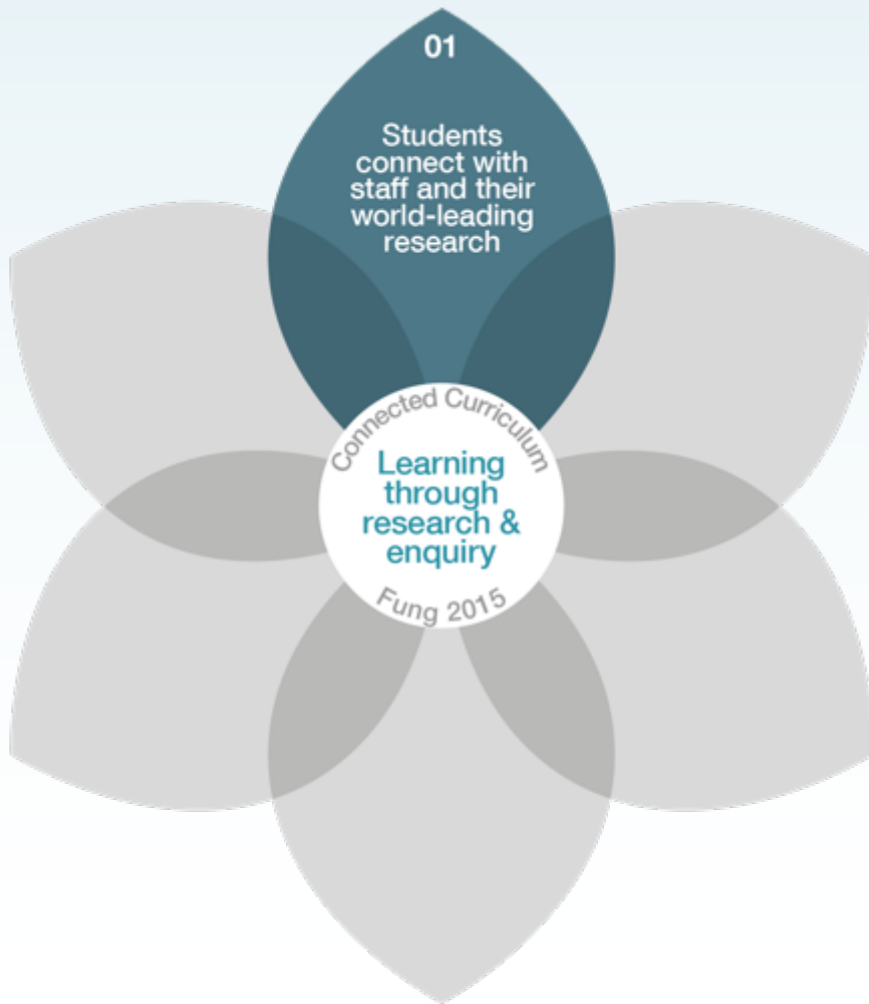 01
Students
connect with
staff and their
world-leading
research
Connected Curriculum
Learning
through
research &
enquiry
Fung 2015